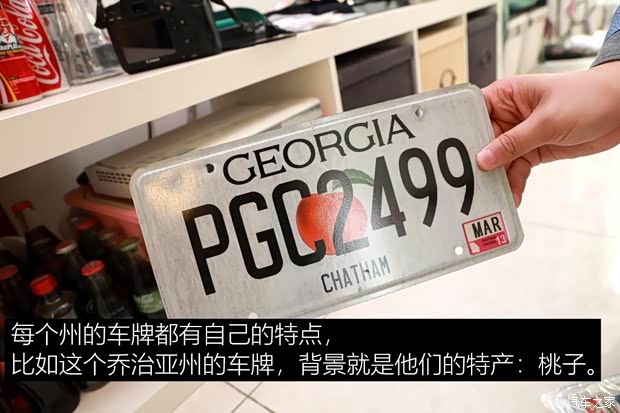 Coca-Cola
GEORGIA
PGC2499
MAR
13
CHATHAM
每个州的车牌都有自己的特点，
比如这个乔治亚州的车牌，背景就是他们的特产：桃子。
汽车之家